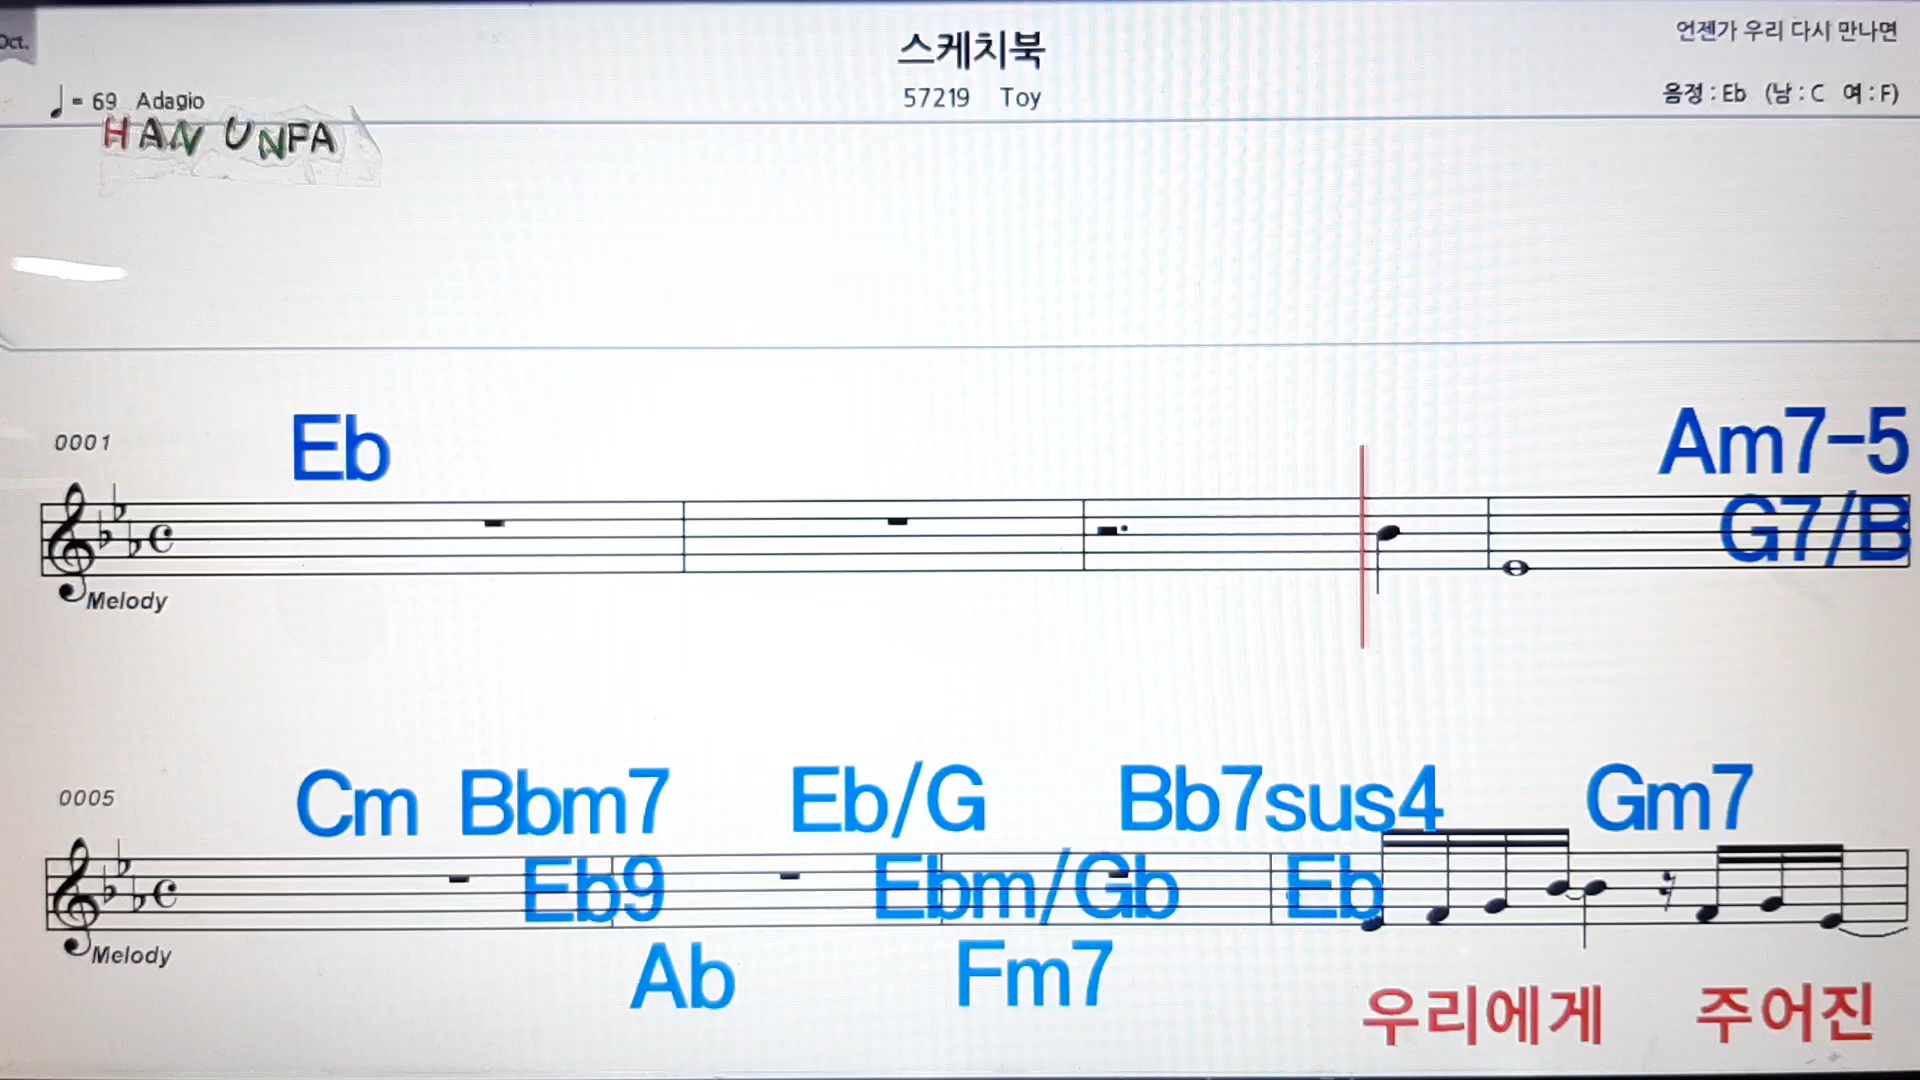 Oct.
스케치북
언젠가 우리 다시 만나면
= 69 Adagio
57219 Toy
음정 : Eb (남 : C 여 : F)
HAN UNFA
0001
Eb
Am7-5
G7/B
Melody
0005
Cm Bbm7 Eb/G Bb7sus4 Gm7
Eb9 Ebm/Gb Eb
Melody
Ab Fm7
우리에게 주어진